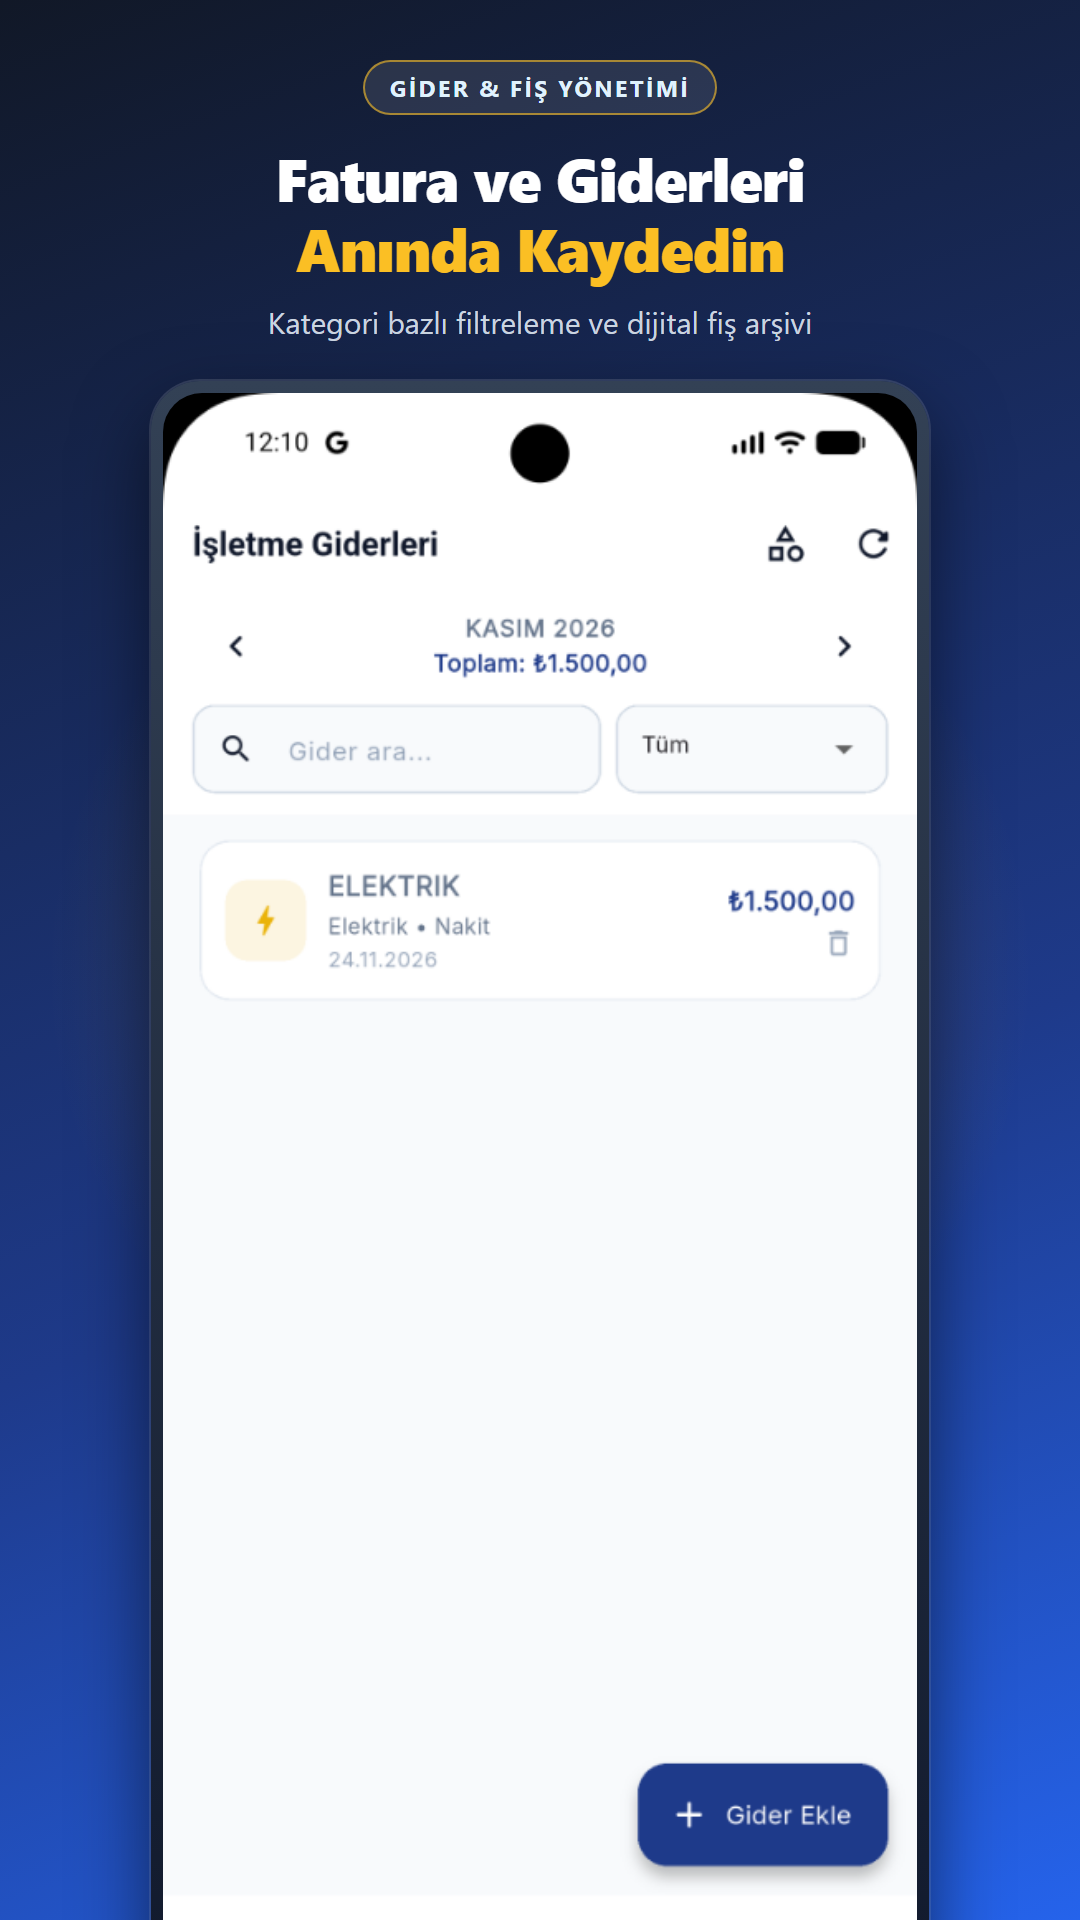 GİDER & FİŞ YÖNETİMİ
Fatura ve Giderleri
Anında Kaydedin
Kategori bazlı filtreleme ve dijital fiş arşivi
12:10 G
İşletme Giderleri
KASIM 2026
Toplam: ₺1.500,00
Gider ara...
Tüm
ELEKTRIK
₺1.500,00
Elektrik • Nakit
24.11.2026
Gider Ekle